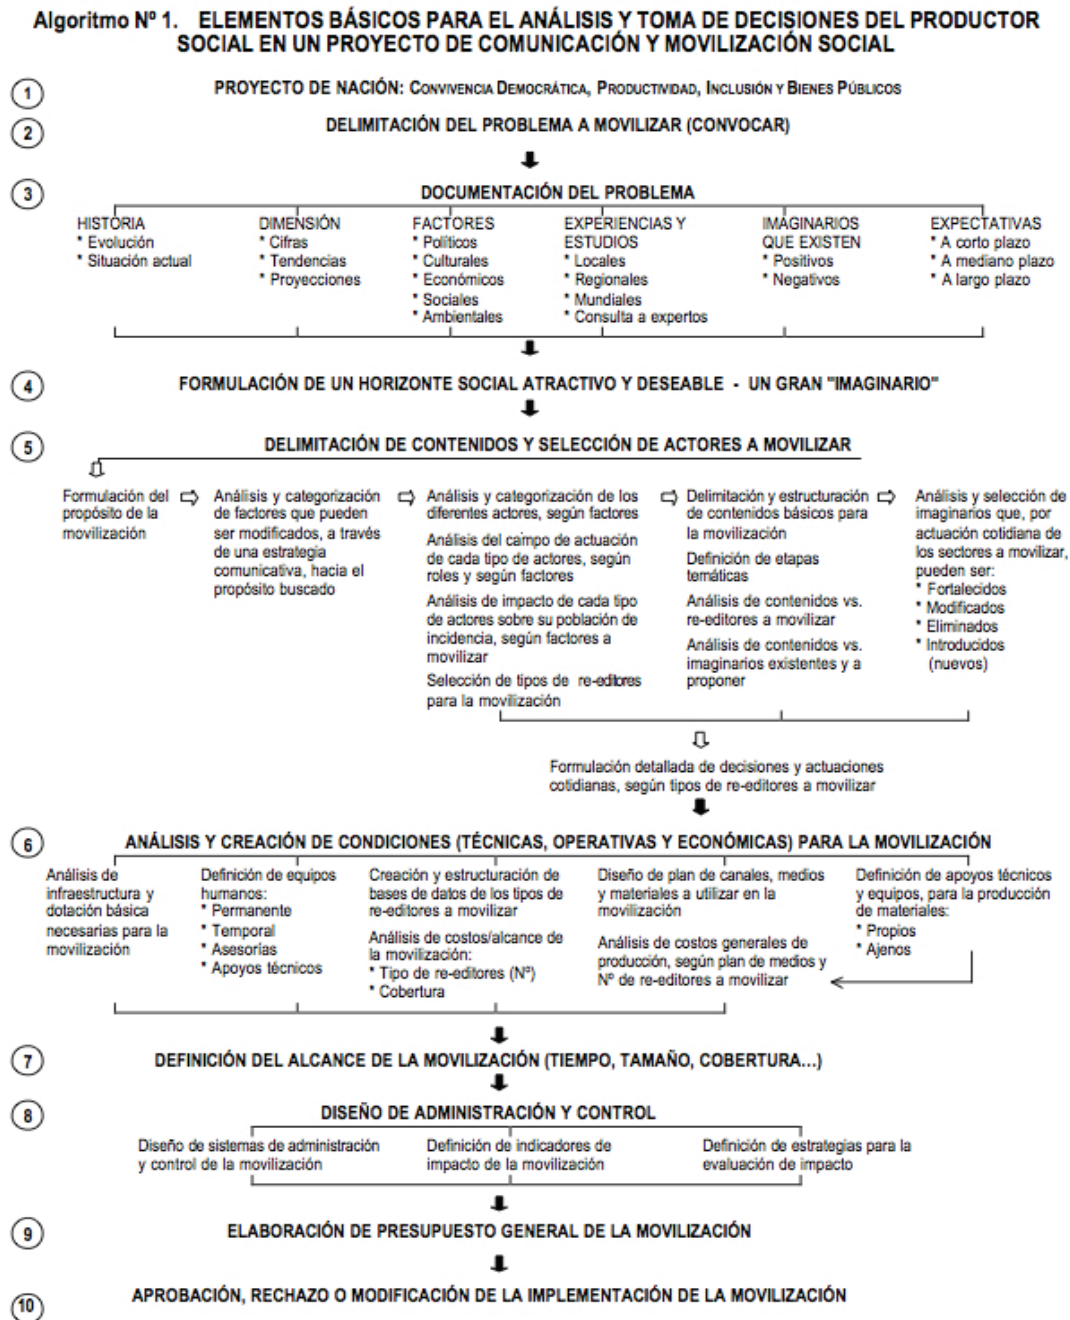 Algoritmo Nº 1. ELEMENTOS BÁSICOS PARA EL ANÁLISIS Y TOMA DE DECISIONES DEL PRODUCTOR
SOCIAL EN UN PROYECTO DE COMUNICACIÓN Y MOVILIZACIÓN SOCIAL
1
PROYECTO DE NACIÓN: CONVIVENCIA DEMOCRÁTICA, PRODUCTIVIDAD, INCLUSIÓN Y BIENES PÚBLICOS
2
DELIMITACIÓN DEL PROBLEMA A MOVILIZAR (CONVOCAR)
3
DOCUMENTACIÓN DEL PROBLEMA
HISTORIA
* Evolución
* Situación actual
DIMENSIÓN
* Cifras
* Tendencias
* Proyecciones
FACTORES
* Políticos
* Culturales
* Económicos
* Sociales
* Ambientales
EXPERIENCIAS Y
ESTUDIOS
* Locales
* Regionales
* Mundiales
* Consulta a expertos
IMAGINARIOS
QUE EXISTEN
* Positivos
* Negativos
EXPECTATIVAS
* A corto plazo
* A mediano plazo
* A largo plazo
4
FORMULACIÓN DE UN HORIZONTE SOCIAL ATRACTIVO Y DESEABLE - UN GRAN "IMAGINARIO"
5
DELIMITACIÓN DE CONTENIDOS Y SELECCIÓN DE ACTORES A MOVILIZAR
Formulación del
propósito de la
movilización
Análisis y categorización
de factores que pueden
ser modificados, a través
de una estrategia
comunicativa, hacia el
propósito buscado
Análisis y categorización de los
diferentes actores, según factores
Análisis del campo de actuación
de cada tipo de actores, según
roles y según factores
Análisis de impacto de cada tipo
de actores sobre su población de
incidencia, según factores a
movilizar
Selección de tipos de re-editores
para la movilización
Delimitación y estructuración
de contenidos básicos para
la movilización
Definición de etapas
temáticas
Análisis de contenidos vs.
re-editores a movilizar
Análisis de contenidos vs.
imaginarios existentes y a
proponer
Análisis y selección de
imaginarios que, por
actuación cotidiana de
los sectores a movilizar,
pueden ser:
* Fortalecidos
* Modificados
* Eliminados
* Introducidos
(nuevos)
Formulación detallada de decisiones y actuaciones
cotidianas, según tipos de re-editores a movilizar
6
ANÁLISIS Y CREACIÓN DE CONDICIONES (TÉCNICAS, OPERATIVAS Y ECONÓMICAS) PARA LA MOVILIZACIÓN
Análisis de
infraestructura y
dotación básica
necesarias para la
movilización
Definición de equipos
humanos:
* Permanente
* Temporal
* Asesorías
* Apoyos técnicos
Creación y estructuración de
bases de datos de los tipos de
re-editores a movilizar
Análisis de costos/alcance de
la movilización:
* Tipo de re-editores (Nº)
* Cobertura
Diseño de plan de canales, medios
y materiales a utilizar en la
movilización
Análisis de costos generales de
producción, según plan de medios y
Nº de re-editores a movilizar
Definición de apoyos técnicos
y equipos, para la producción
de materiales:
* Propios
* Ajenos
7
DEFINICIÓN DEL ALCANCE DE LA MOVILIZACIÓN (TIEMPO, TAMAÑO, COBERTURA...)
8
DISEÑO DE ADMINISTRACIÓN Y CONTROL
Diseño de sistemas de administración
y control de la movilización
Definición de indicadores de
impacto de la movilización
Definición de estrategias para la
evaluación de impacto
9
ELABORACIÓN DE PRESUPUESTO GENERAL DE LA MOVILIZACIÓN
10
APROBACIÓN, RECHAZO O MODIFICACIÓN DE LA IMPLEMENTACIÓN DE LA MOVILIZACIÓN